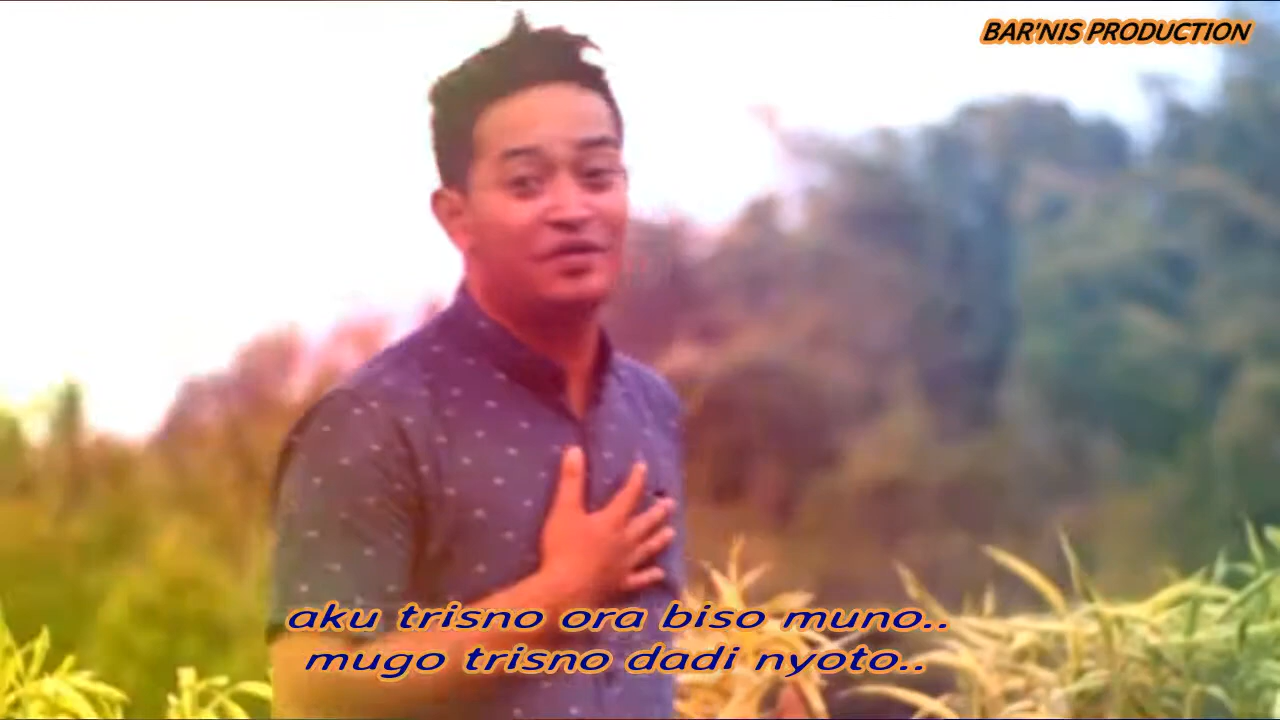 BAR'NIS PRODUCTION
aku trisno ora biso muno..
mugo trisno dadi nyoto..